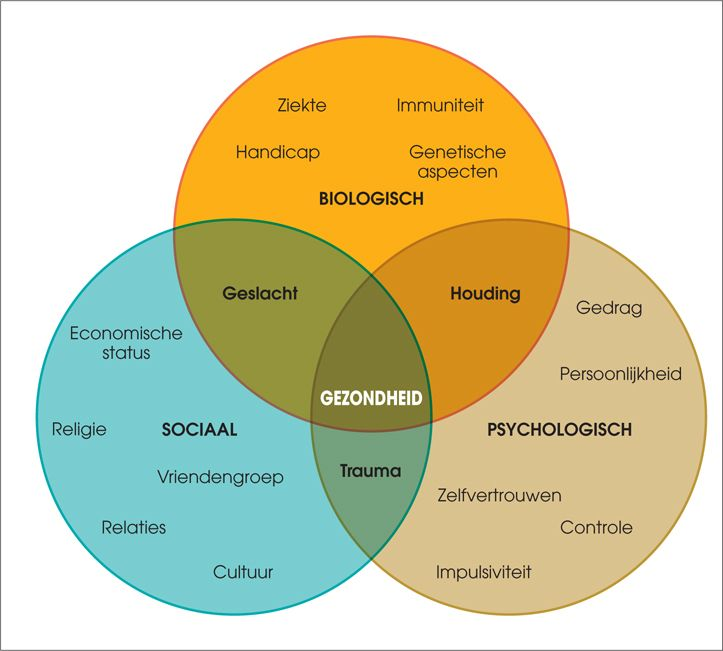 Ziekte
Immuniteit
Handicap
Genetische
aspecten
BIOLOGISCH
Geslacht
Houding
Economische
status
Gedrag
Persoonlijkheid
GEZONDHEID
Religie
SOCIAAL
PSYCHOLOGISCH
Trauma
Vriendengroep
Zelfvertrouwen
Relaties
Controle
Cultuur
Impulsiviteit